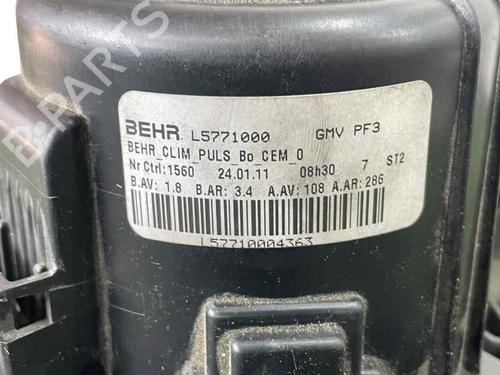 B-PARTS
BEHR L5771000 GMV PF3
BEHR_CLIM_PULS_Bo_CEM_0
Nr Ctrl:1560 24.01.11 08h30 7 ST2
B.AV: 1.8 B.AR: 3.4 A.AV: 108 A.AR: 286
L57710004363